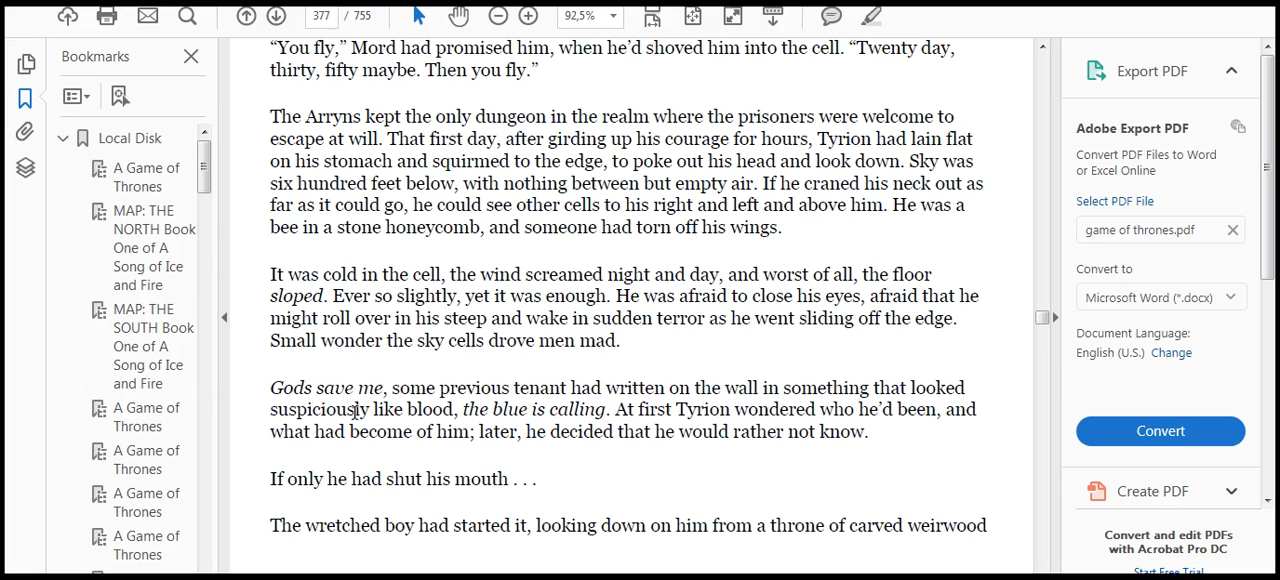 377 / 755
92,5%
Bookmarks
Local Disk
A Game of
Thrones
MAP: THE
NORTH Book
One of A
Song of Ice
and Fire
MAP: THE
SOUTH Book
One of A
Song of Ice
and Fire
A Game of
Thrones
A Game of
Thrones
A Game of
Thrones
A Game of
Thrones
“You fly,” Mord had promised him, when he’d shoved him into the cell. “Twenty day,
thirty, fifty maybe. Then you fly.”
The Arryns kept the only dungeon in the realm where the prisoners were welcome to
escape at will. That first day, after girding up his courage for hours, Tyrion had lain flat
on his stomach and squirmed to the edge, to poke out his head and look down. Sky was
six hundred feet below, with nothing between but empty air. If he craned his neck out as
far as it could go, he could see other cells to his right and left and above him. He was a
bee in a stone honeycomb, and someone had torn off his wings.
It was cold in the cell, the wind screamed night and day, and worst of all, the floor
sloped. Ever so slightly, yet it was enough. He was afraid to close his eyes, afraid that he
might roll over in his steep and wake in sudden terror as he went sliding off the edge.
Small wonder the sky cells drove men mad.
Gods save me, some previous tenant had written on the wall in something that looked
suspiciously like blood, the blue is calling. At first Tyrion wondered who he’d been, and
what had become of him; later, he decided that he would rather not know.
If only he had shut his mouth . . .
The wretched boy had started it, looking down on him from a throne of carved weirwood
Export PDF
Adobe Export PDF
Convert PDF Files to Word
or Excel Online
Select PDF File
game of thrones.pdf
Convert to
Microsoft Word (*.docx)
Document Language:
English (U.S.) Change
Convert
Create PDF
Convert and edit PDFs
with Acrobat Pro DC
Start Free Trial